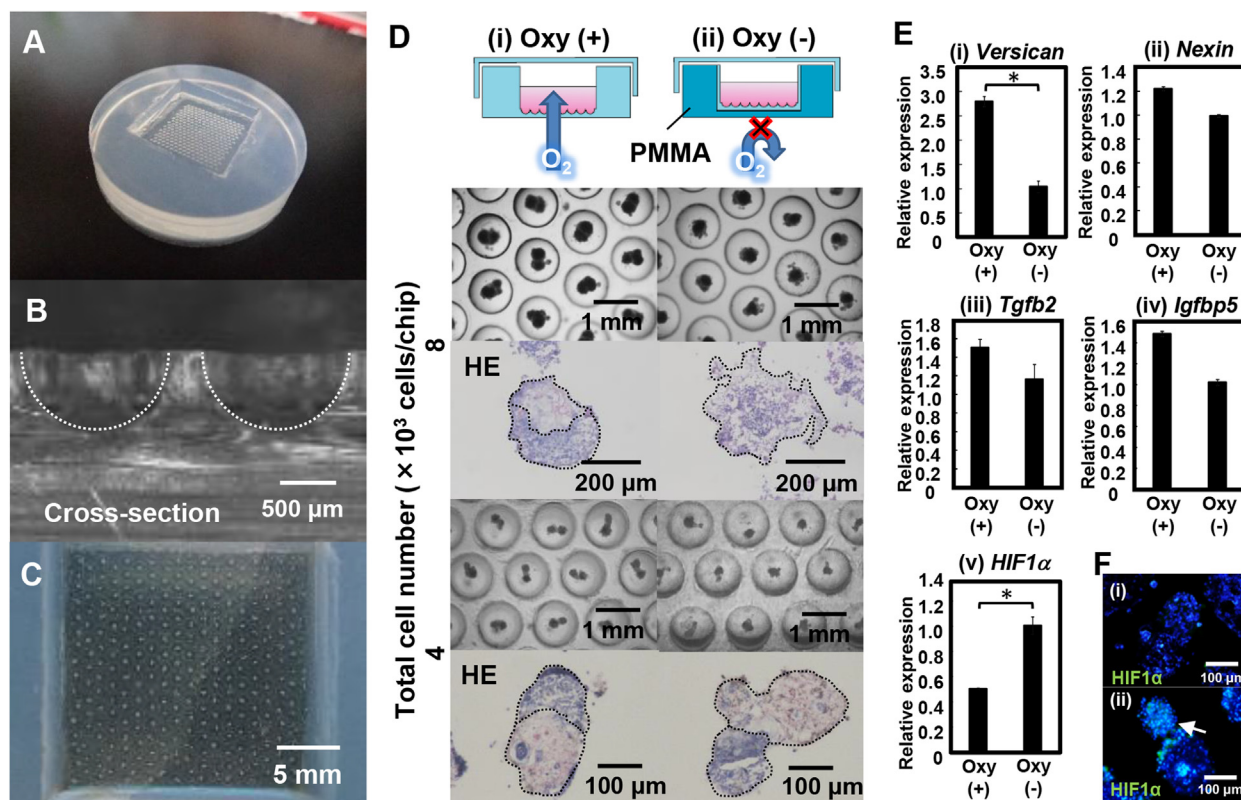 A
B
Cross-section
500 µm
C
5 mm
D
(i) Oxy (+)
(ii) Oxy (-)
O2
PMMA
O2
Total cell number ( × 10³ cells/chip)
8
4
1 mm
1 mm
HE
200 µm
200 µm
1 mm
1 mm
HE
100 µm
100 µm
E
(i) Versican
Relative expression
3.5
3.0
2.5
2.0
1.5
1.0
0.5
0
*
Oxy
(+)
Oxy
(-)
(ii) Nexin
Relative expression
1.4
1.2
1.0
0.8
0.6
0.4
0.2
0
Oxy
(+)
Oxy
(-)
(iii) Tgfb2
Relative expression
1.8
1.6
1.4
1.2
1.0
0.8
0.6
0.4
0.2
0
Oxy
(+)
Oxy
(-)
(iv) Igfbp5
Relative expression
1.6
1.4
1.2
1.0
0.8
0.6
0.4
0.2
0
Oxy
(+)
Oxy
(-)
(v) HIF1α
Relative expression
1.4
1.2
1.0
0.8
0.6
0.4
0.2
0
*
Oxy
(+)
Oxy
(-)
F
(i)
HIF1α
100 µm
(ii)
HIF1α
100 µm